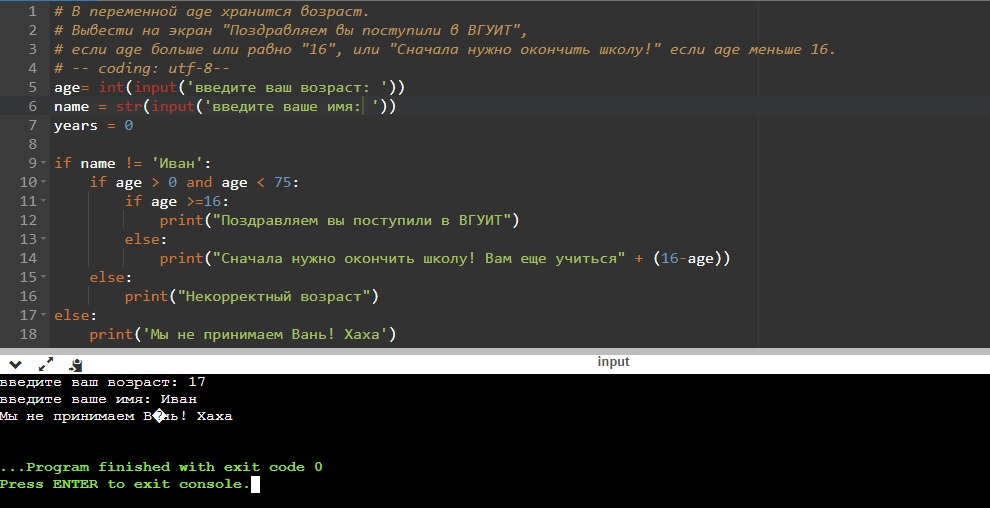 1 # В переменной age хранится возраст.
2 # Вывести на экран "Поздравляем вы поступили в ВГУИТ",
3 # если age больше или равно "16", или "Сначала нужно окончить школу!" если age меньше 16.
4 # -- coding: utf-8--
5 age= int(input('введите ваш возраст: '))
6 name = str(input('введите ваше имя: '))
7 years = 0
8
9 if name != 'Иван':
10 if age > 0 and age < 75:
11 if age >=16:
12 print("Поздравляем вы поступили в ВГУИТ")
13 else:
14 print("Сначала нужно окончить школу! Вам еще учиться" + (16-age))
15 else:
16 print("Некорректный возраст")
17 else:
18 print('Мы не принимаем Вань! Хаха')
input
введите ваш возраст: 17
введите ваше имя: Иван
Мы не принимаем В�нь! Хаха
...Program finished with exit code 0
Press ENTER to exit console.